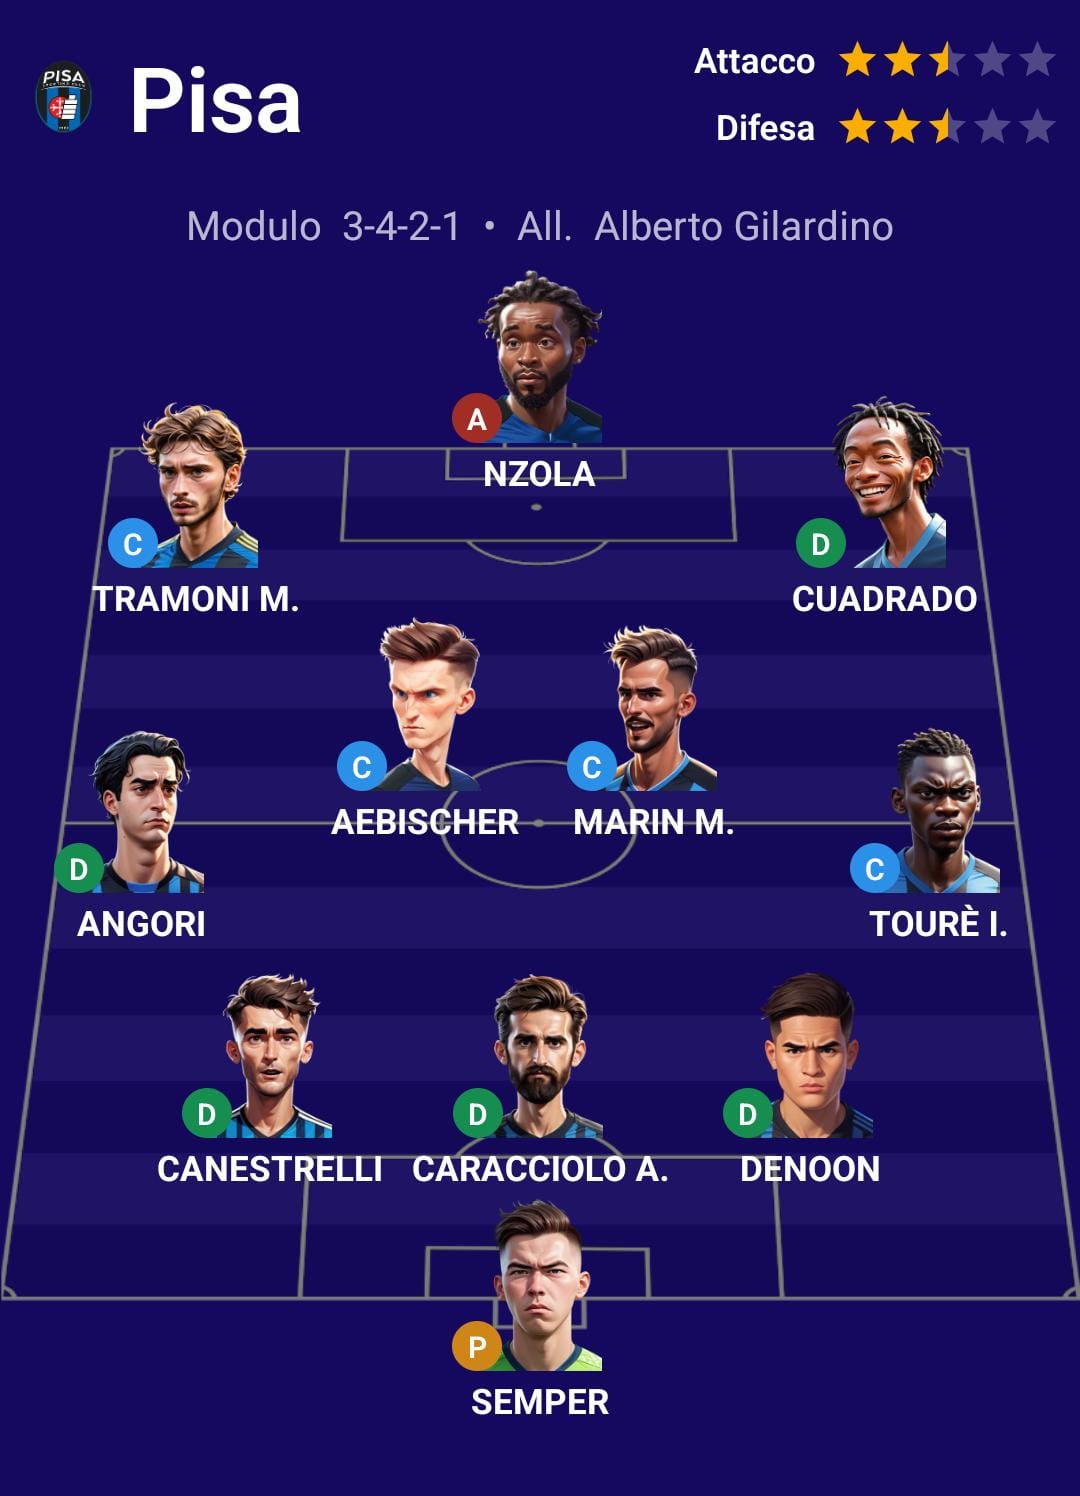 PISA
Pisa
Attacco
Difesa
Modulo 3-4-2-1 • All. Alberto Gilardino
A
NZOLA
C
TRAMONI M.
D
CUADRADO
C
AEBISCHER
C
MARIN M.
D
ANGORI
C
TOURÈ I.
D
CANESTRELLI
D
CARACCIOLO A.
D
DENOON
P
SEMPER